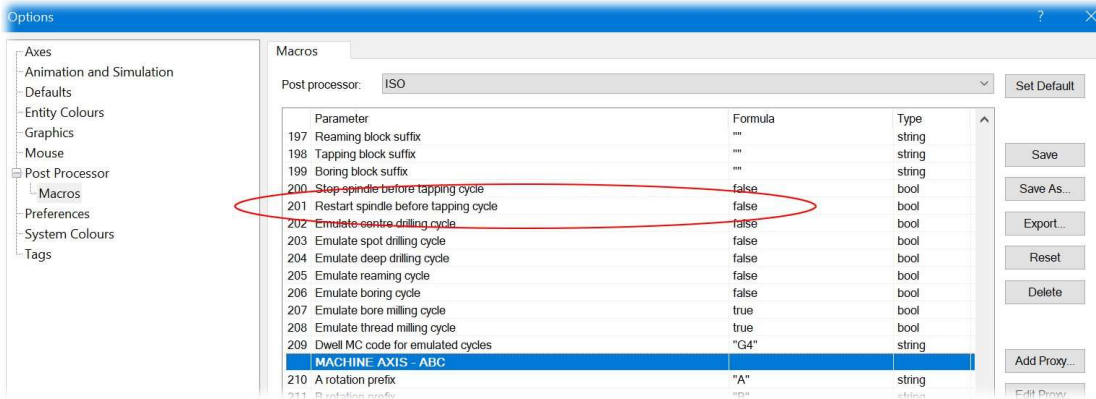 Options
?
Axes
Animation and Simulation
Defaults
Entity Colours
Graphics
Mouse
Post Processor
Macros
Preferences
System Colours
Tags
Macros
Post processor: ISO
Set Default
Parameter Formula Type
197 Reaming block suffix "" string
198 Tapping block suffix "" string
199 Boring block suffix "" string
200 Stop spindle before tapping cycle false bool
201 Restart spindle before tapping cycle false bool
202 Emulate centre drilling cycle false bool
203 Emulate spot drilling cycle false bool
204 Emulate deep drilling cycle false bool
205 Emulate reaming cycle false bool
206 Emulate boring cycle false bool
207 Emulate bore milling cycle true bool
208 Emulate thread milling cycle true bool
209 Dwell MC code for emulated cycles "G4" string
MACHINE AXIS - ABC
210 A rotation prefix "A" string
211 B rotation prefix "B" string
Save
Save As...
Export...
Reset
Delete
Add Proxy...
Edit Proxy...